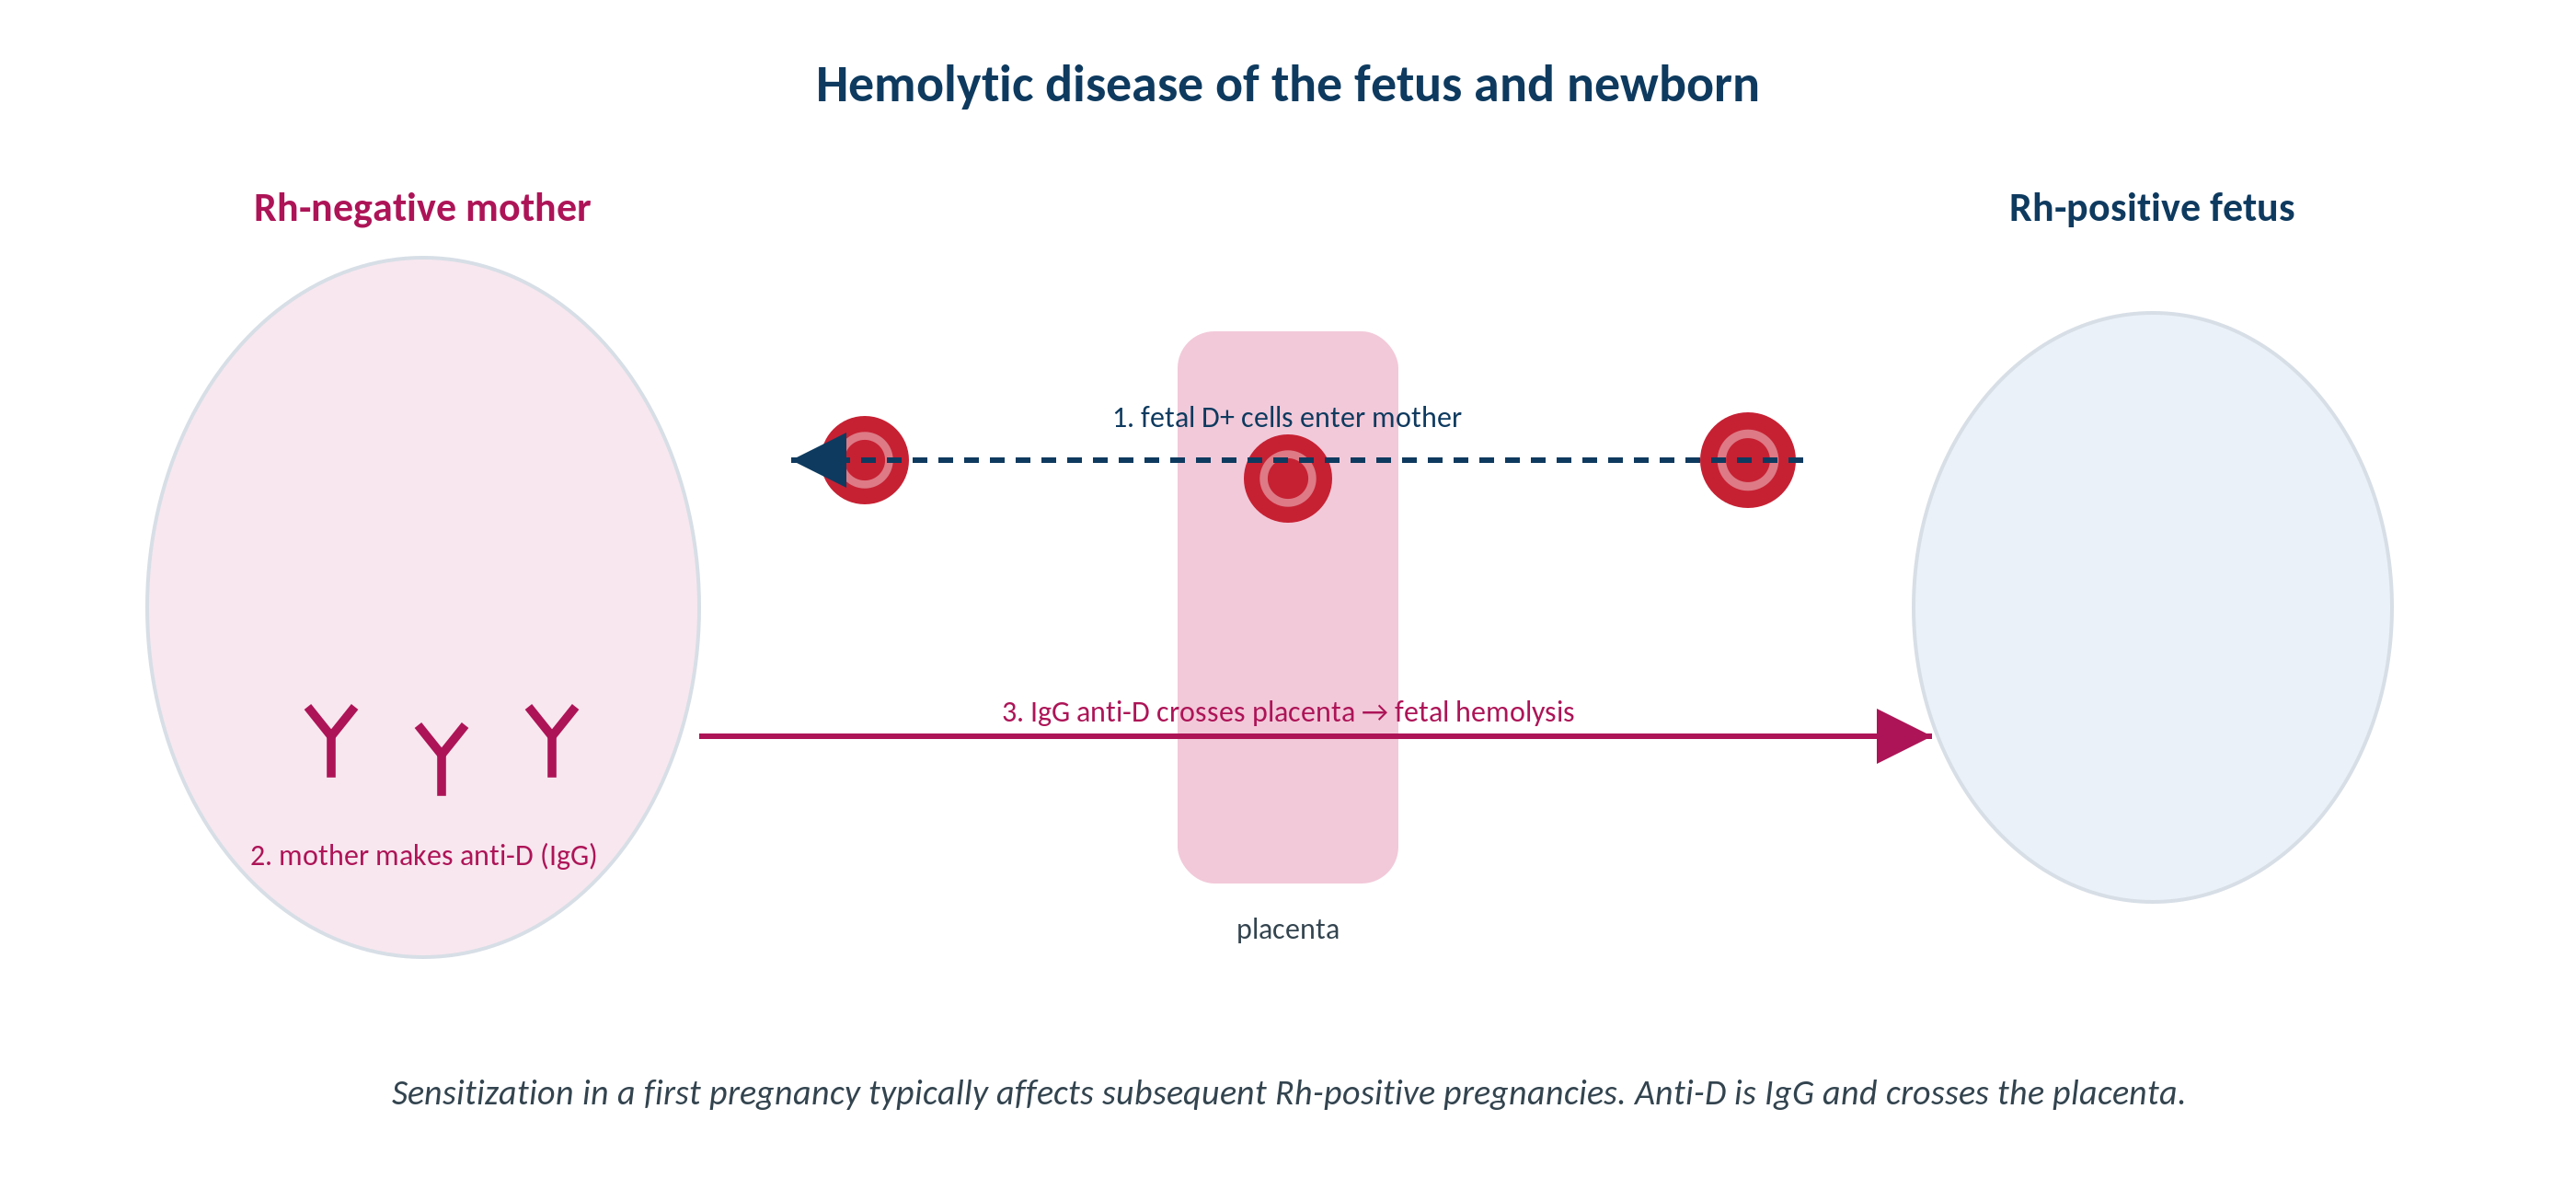 Hemolytic disease of the fetus and newborn
Rh-negative mother
Rh-positive fetus
1. fetal D+ cells enter mother
3. IgG anti-D crosses placenta → fetal hemolysis
2. mother makes anti-D (IgG)
placenta
Sensitization in a first pregnancy typically affects subsequent Rh-positive pregnancies. Anti-D is IgG and crosses the placenta.